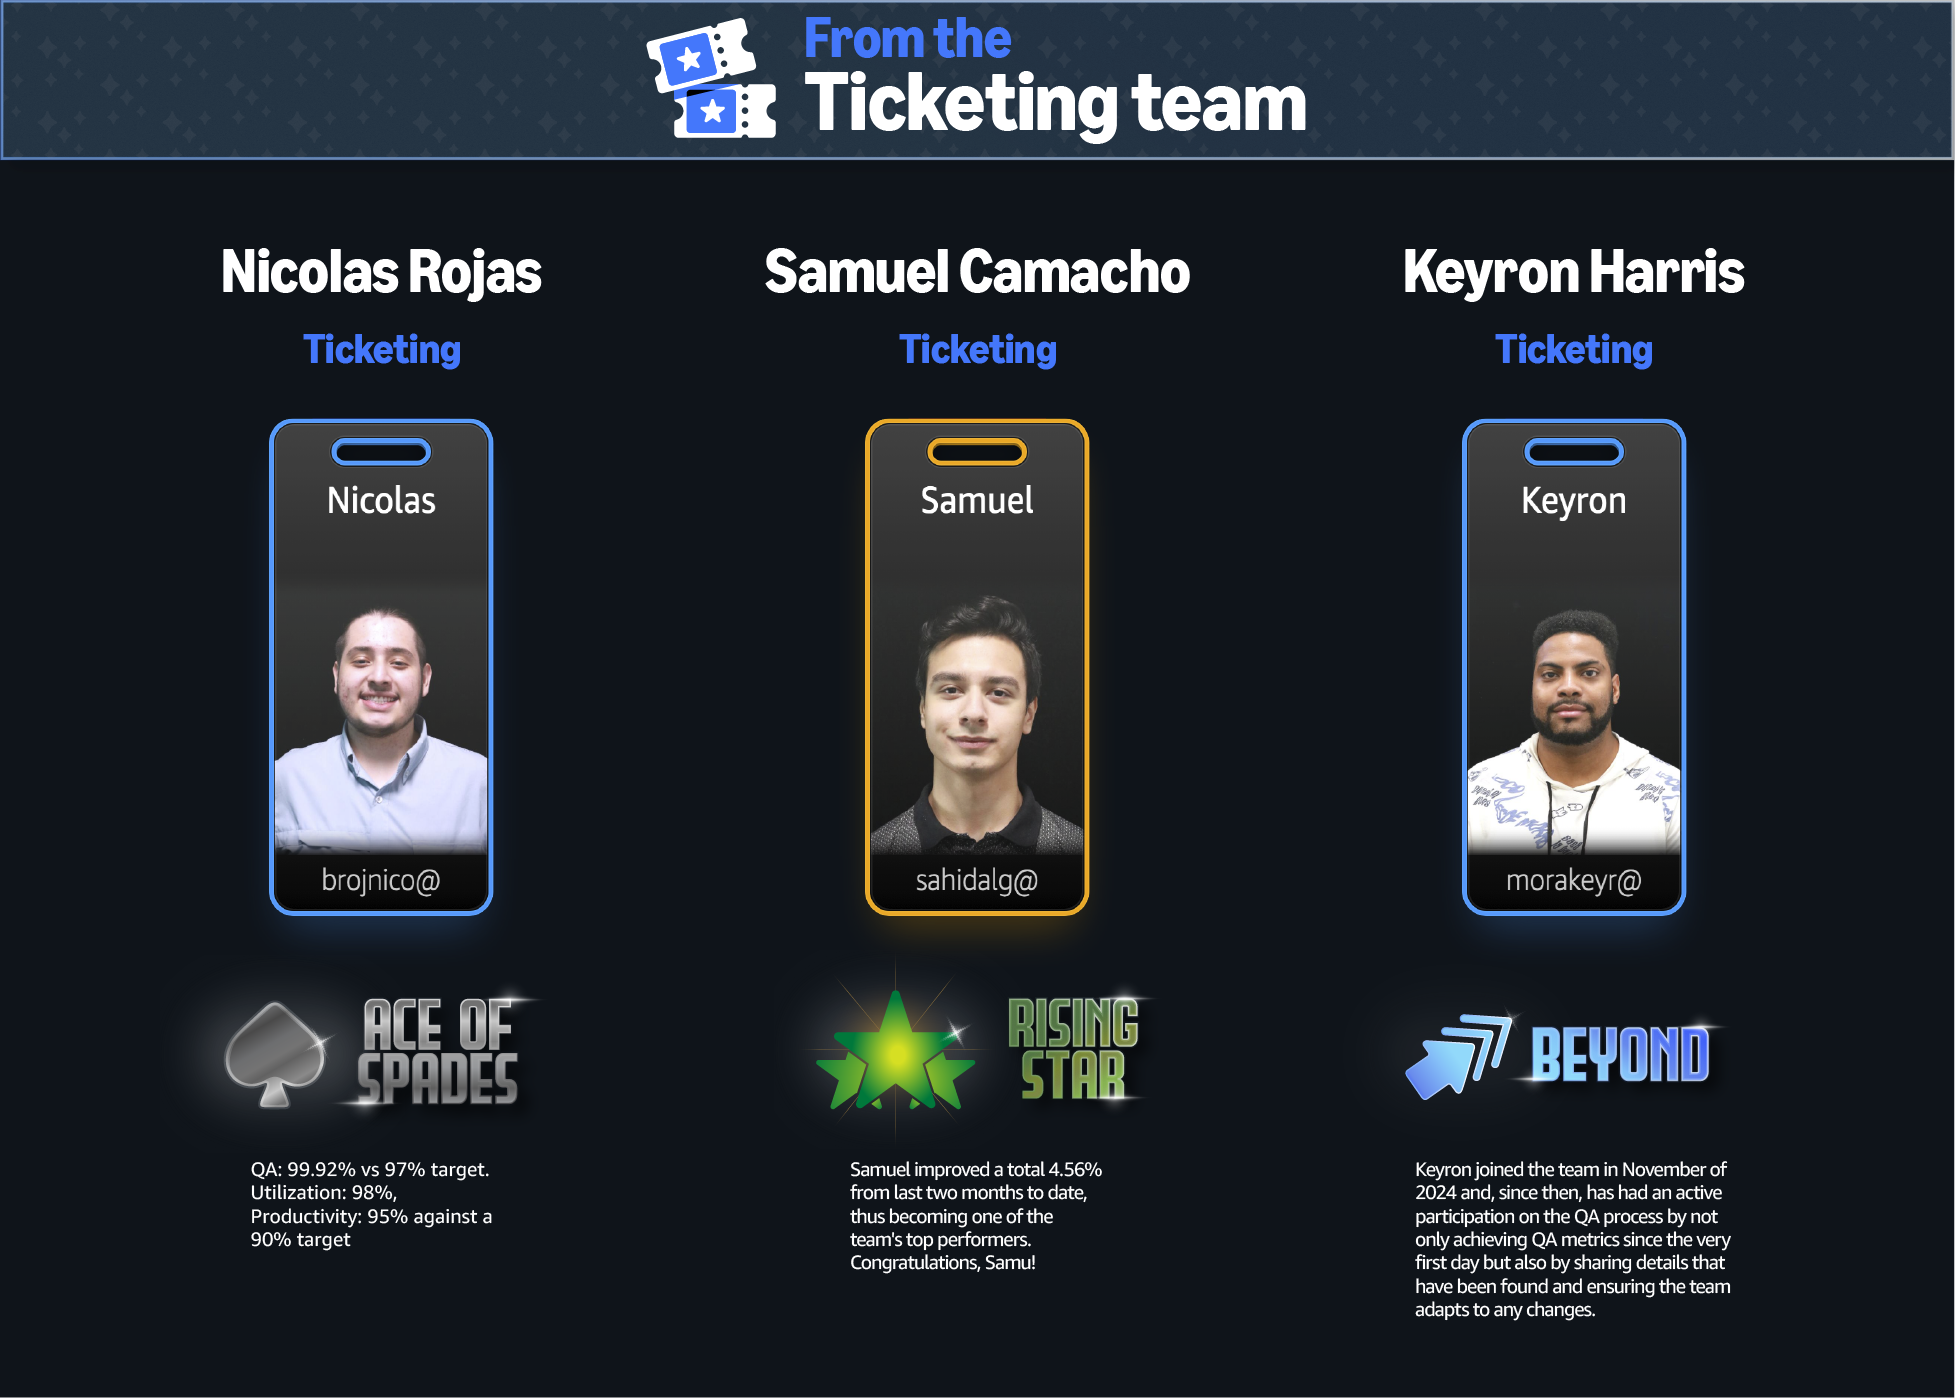 From the
Ticketing team
Nicolas Rojas
Ticketing
Nicolas
brojnico@
ACE OF
SPADES
QA: 99.92% vs 97% target.
Utilization: 98%,
Productivity: 95% against a
90% target
Samuel Camacho
Ticketing
Samuel
sahidalg@
RISING
STAR
Samuel improved a total 4.56%
from last two months to date,
thus becoming one of the
team's top performers.
Congratulations, Samu!
Keyron Harris
Ticketing
Keyron
morakeyr@
BEYOND
Keyron joined the team in November of
2024 and, since then, has had an active
participation on the QA process by not
only achieving QA metrics since the very
first day but also by sharing details that
have been found and ensuring the team
adapts to any changes.